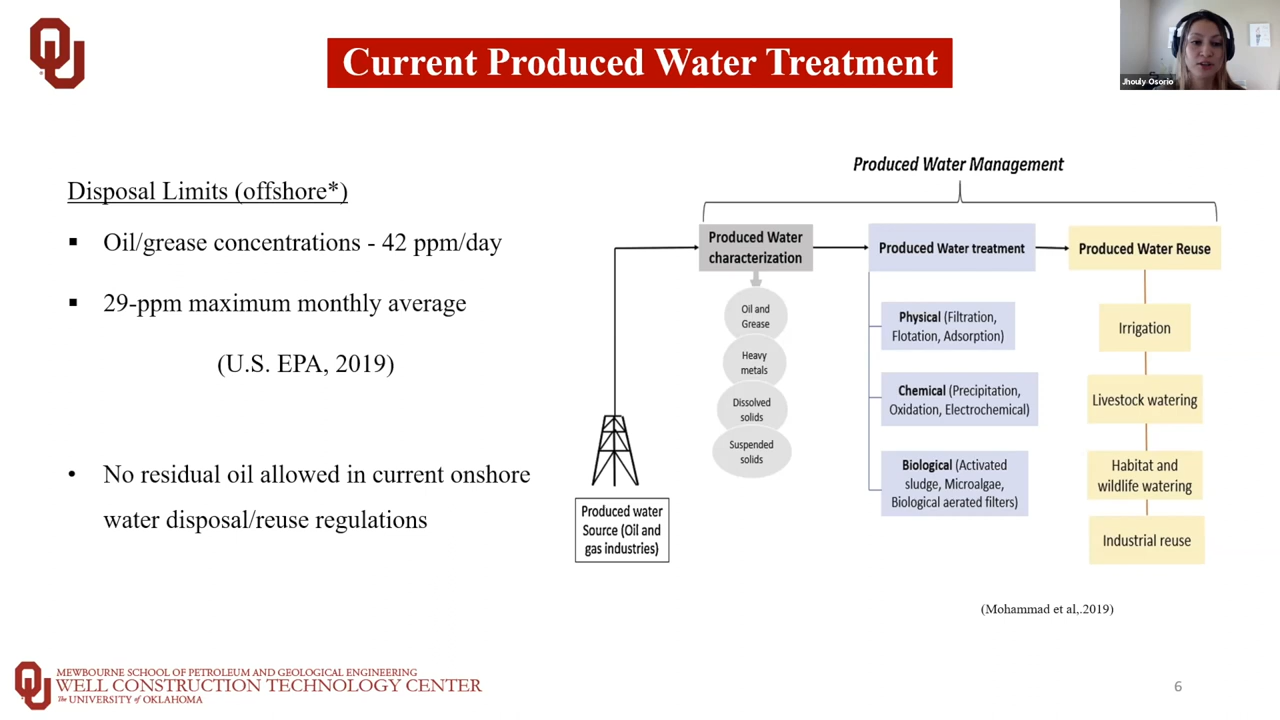 OU
Current Produced Water Treatment
Jhouly Osorio
Disposal Limits (offshore*)
▪ Oil/grease concentrations - 42 ppm/day
▪ 29-ppm maximum monthly average
(U.S. EPA, 2019)
• No residual oil allowed in current onshore
water disposal/reuse regulations
Produced Water Management
Produced Water
characterization
Oil and
Grease
Heavy
metals
Dissolved
solids
Suspended
solids
Produced water
Source (Oil and
gas industries)
Produced Water treatment
Physical (Filtration,
Flotation, Adsorption)
Chemical (Precipitation,
Oxidation, Electrochemical)
Biological (Activated
sludge, Microalgae,
Biological aerated filters)
Produced Water Reuse
Irrigation
Livestock watering
Habitat and
wildlife watering
Industrial reuse
(Mohammad et al,.2019)
OU
MEWBOURNE SCHOOL OF PETROLEUM AND GEOLOGICAL ENGINEERING
WELL CONSTRUCTION TECHNOLOGY CENTER
The UNIVERSITY of OKLAHOMA
6